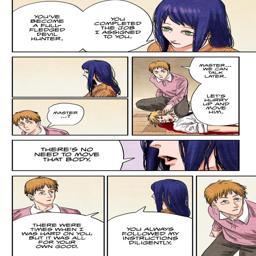 YOU'VE
BECOME
A FULL-
FLEDGED
DEVIL
HUNTER.
YOU
COMPLETED
THE JOB
I ASSIGNED
TO YOU.
MASTER...
WE CAN
TALK
LATER.
LET'S
HURRY UP
AND MOVE
HIM.
MASTER
...?
THERE'S NO
NEED TO MOVE
THAT BODY.
THERE WERE
TIMES WHEN I
WAS HARD ON YOU,
BUT IT WAS ALL
FOR YOUR
OWN GOOD.
YOU ALWAYS
FOLLOWED MY
INSTRUCTIONS
DILIGENTLY.